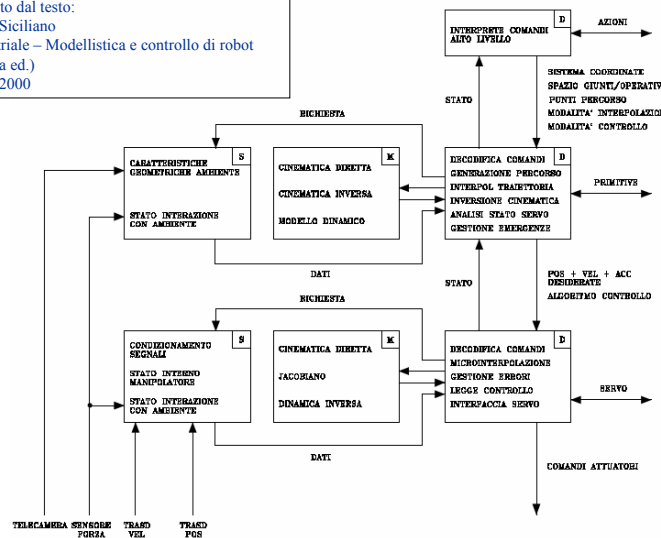 to dal testo:
Siciliano
riale – Modellistica e controllo di robot
a ed.)
2000
INTERPRETE COMANDI
ALTO LIVELLO
D
AZIONI
STATO
SISTEMA COORDINATE
SPAZIO GIUNTI/OPERATIV
PUNTI PERCORSO
MODALITA' INTERPOLAZIO
MODALITA' CONTROLLO
RICHIESTA
CARATTERISTICHE
GEOMETRICHE AMBIENTE
STATO INTERAZIONE
CON AMBIENTE
S
CINEMATICA DIRETTA
CINEMATICA INVERSA
MODELLO DINAMICO
M
DECODIFICA COMANDI
GENERAZIONE PERCORSO
INTERPOL TRAIETTORIA
INVERSIONE CINEMATICA
ANALISI STATO SERVO
GESTIONE EMERGENZE
D
PRIMITIVE
DATI
STATO
POS + VEL + ACC
DESIDERATE
ALGORITMO CONTROLLO
RICHIESTA
CONDIZIONAMENTO
SEGNALI
STATO INTERNO
MANIPOLATORE
STATO INTERAZIONE
CON AMBIENTE
S
CINEMATICA DIRETTA
JACOBIANO
DINAMICA INVERSA
M
DECODIFICA COMANDI
MICROINTERPOLAZIONE
GESTIONE ERRORI
LEGGE CONTROLLO
INTERFACCIA SERVO
D
SERVO
DATI
COMANDI ATTUATORI
TELECAMERA
SENSORE
FORZA
TRASD
VEL
TRASD
POS